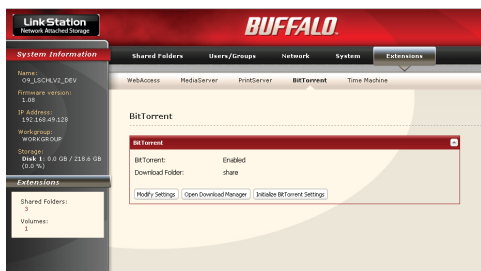 LinkStation
Network Attached Storage
BUFFALO
System Information
Shared Folders Users/Groups Network System Extensions
WebAccess MediaServer PrintServer BitTorrent Time Machine
Name:
09_LSCHLV2_DEV
Firmware version:
1.08
IP Address:
192.168.49.128
Workgroup:
WORKGROUP
Storage:
Disk 1: 0.0 GB / 218.6 GB
(0.0 %)
Extensions
Shared Folders:
3
Volumes:
1
BitTorrent
BitTorrent
BitTorrent: Enabled
Download Folder: share
Modify Settings Open Download Manager Initialize BitTorrent Settings